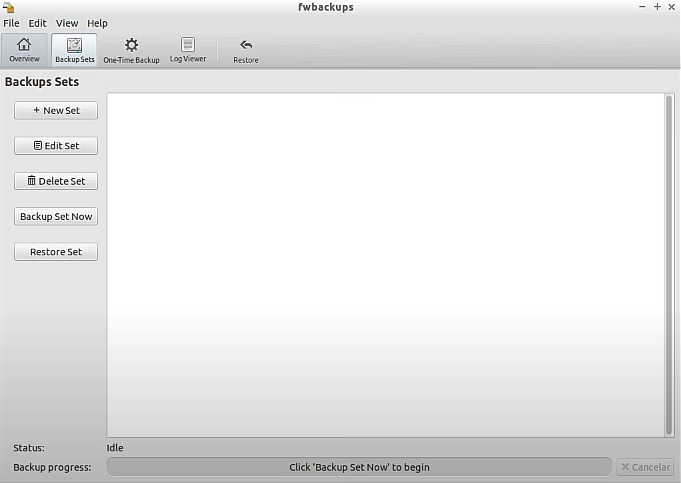 fwbackups
File Edit View Help
Overview Backup Sets One-Time Backup Log Viewer Restore
Backups Sets
+ New Set
Edit Set
Delete Set
Backup Set Now
Restore Set
Status: Idle
Backup progress: Click 'Backup Set Now' to begin Cancelar